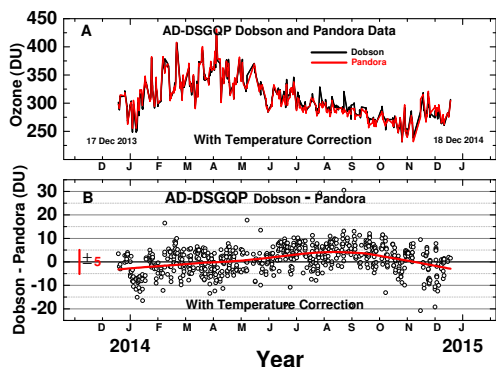 A AD-DSGQP Dobson and Pandora Data
Dobson
Pandora
Ozone (DU)
450
400
350
300
250
17 Dec 2013
With Temperature Correction
18 Dec 2014
D J F M A M J J A S O N D J
B AD-DSGQP Dobson - Pandora
Dobson - Pandora (DU)
30
20
10
0
-10
-20
±5
With Temperature Correction
D J F M A M J J A S O N D J
2014 2015
Year